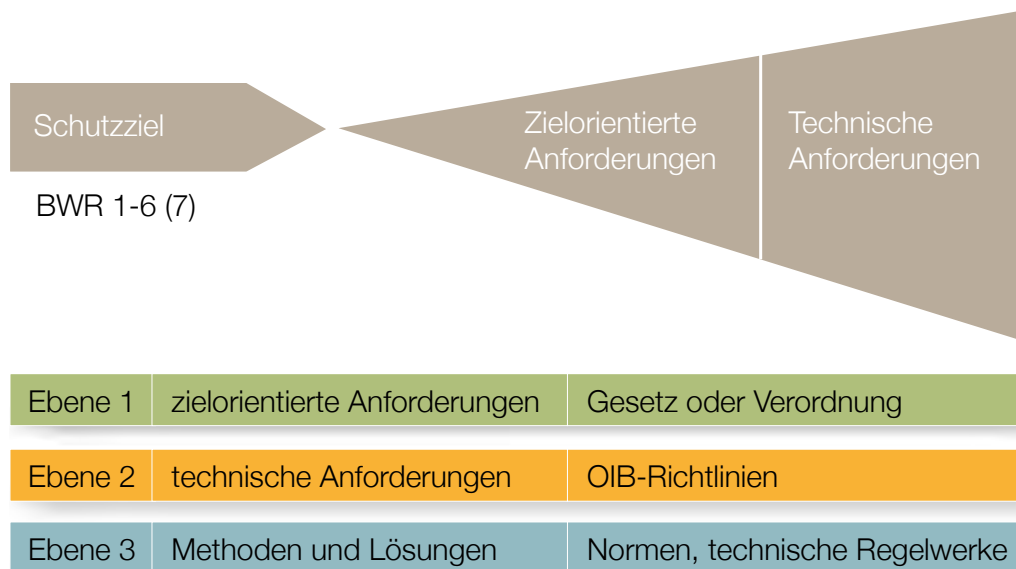 Schutzziel
BWR 1-6 (7)
Zielorientierte
Anforderungen
Technische
Anforderungen
Ebene 1 zielorientierte Anforderungen Gesetz oder Verordnung
Ebene 2 technische Anforderungen OIB-Richtlinien
Ebene 3 Methoden und Lösungen Normen, technische Regelwerke